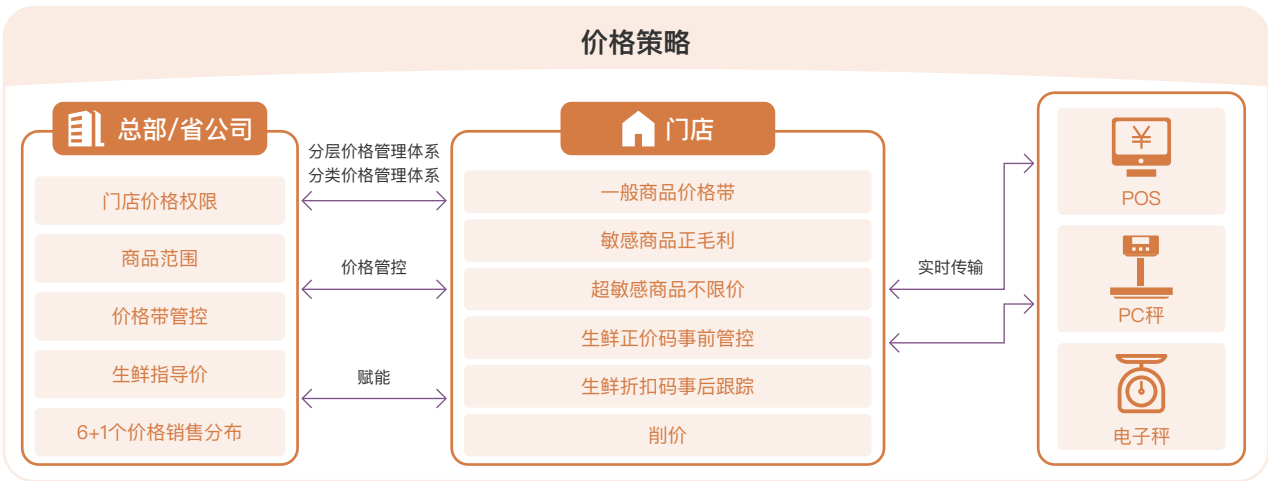 价格策略
总部/省公司
门店价格权限
商品范围
价格带管控
生鲜指导价
6+1个价格销售分布
分层价格管理体系
分类价格管理体系
价格管控
赋能
门店
一般商品价格带
敏感商品正毛利
超敏感商品不限价
生鲜正价码事前管控
生鲜折扣码事后跟踪
削价
实时传输
¥
POS
PC秤
电子秤